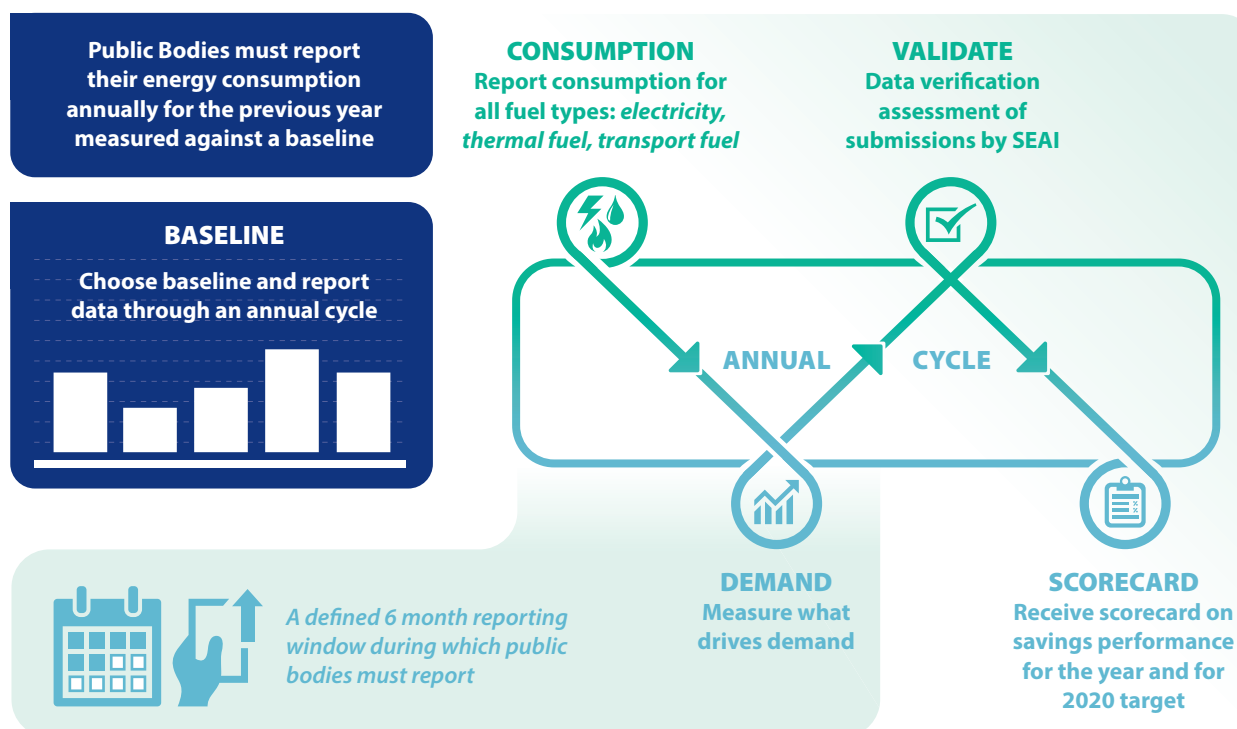 Public Bodies must report
their energy consumption
annually for the previous year
measured against a baseline
BASELINE
Choose baseline and report
data through an annual cycle
CONSUMPTION
Report consumption for
all fuel types: electricity,
thermal fuel, transport fuel
VALIDATE
Data verification
assessment of
submissions by SEAI
ANNUAL CYCLE
DEMAND
Measure what
drives demand
SCORECARD
Receive scorecard on
savings performance
for the year and for
2020 target
A defined 6 month reporting
window during which public
bodies must report